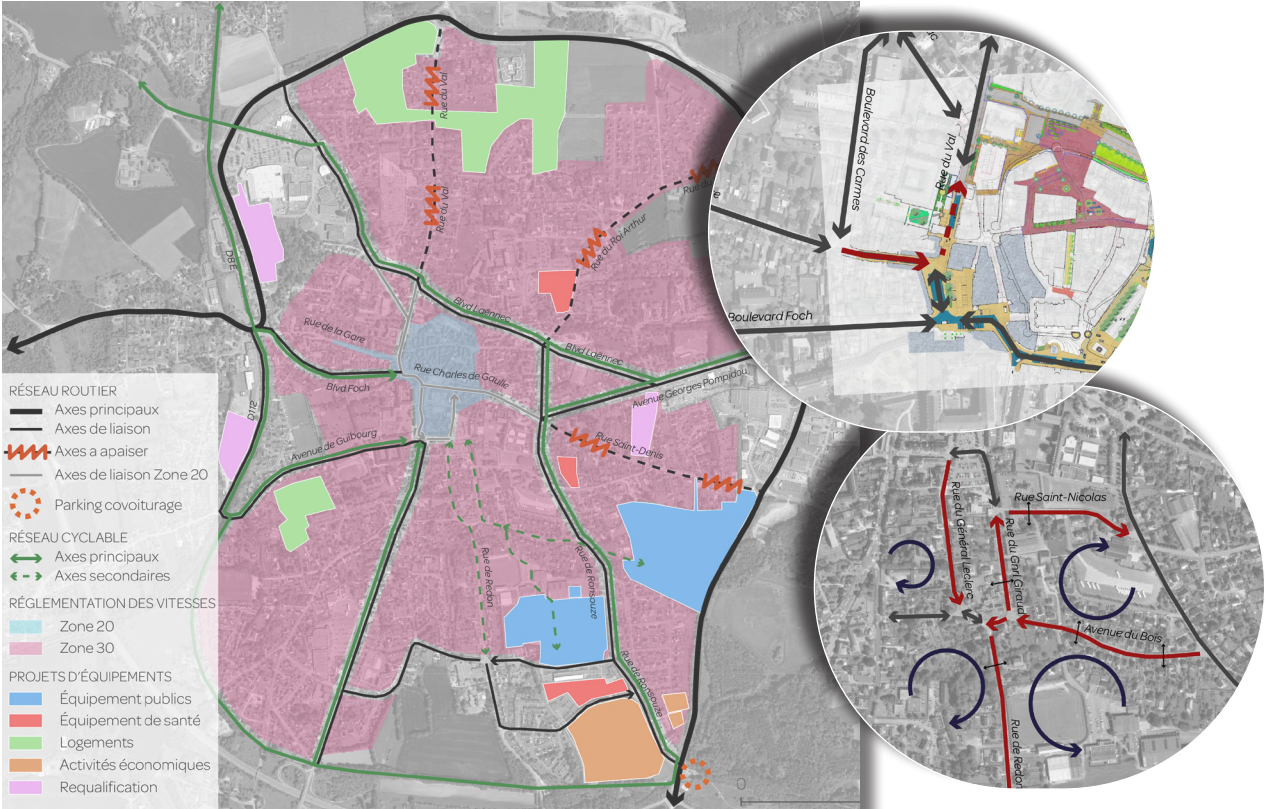 Rue du Val
Rue du Val
Rue du Roi Arthur
Rue du
D8E
D112
Blvd Laënnec
Blvd Laënnec
Rue de la Gare
Rue Charles de Gaulle
Blvd Foch
Avenue Georges Pompidou
Avenue de Guibourg
Rue Saint-Denis
Rue de Redon
Rue de Ronsouze
Rue de Ronsouze
0
RÉSEAU ROUTIER
Axes principaux
Axes de liaison
Axes a apaiser
Axes de liaison Zone 20
Parking covoiturage
RÉSEAU CYCLABLE
Axes principaux
Axes secondaires
RÉGLEMENTATION DES VITESSES
Zone 20
Zone 30
PROJETS D'ÉQUIPEMENTS
Équipement publics
Équipement de santé
Logements
Activités économiques
Requalification
Boulevard des Carmes
Rue du Val
Boulevard Foch
Rue Saint-Nicolas
Rue du Général Leclerc
Rue du Gnrl Giraud
Avenue du Bois
Rue de Redon